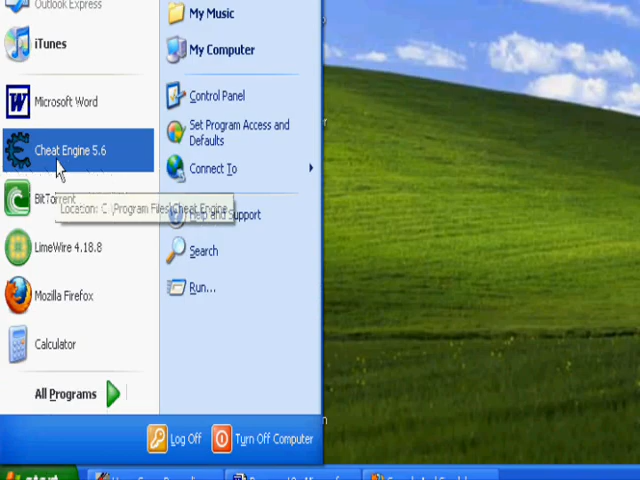 Outlook Express
iTunes
Microsoft Word
Cheat Engine 5.6
BitTorrent
Location: C:\Program Files\Cheat Engine
LimeWire 4.18.8
Mozilla Firefox
Calculator
All Programs
My Music
My Computer
Control Panel
Set Program Access and
Defaults
Connect To
Help and Support
Search
Run...
Log Off
Turn Off Computer
start